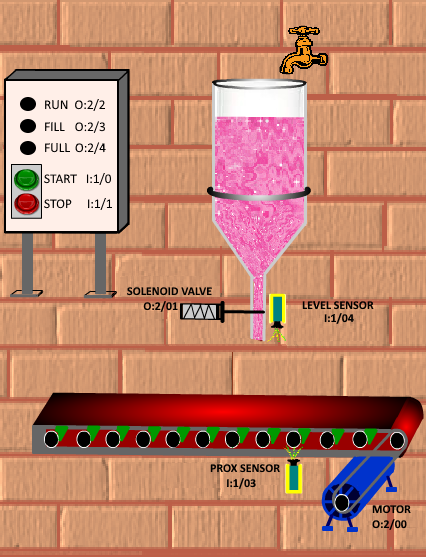 RUN O:2/2
FILL O:2/3
FULL O:2/4
START I:1/0
STOP I:1/1
SOLENOID VALVE
O:2/01
LEVEL SENSOR
I:1/04
PROX SENSOR
I:1/03
MOTOR
O:2/00